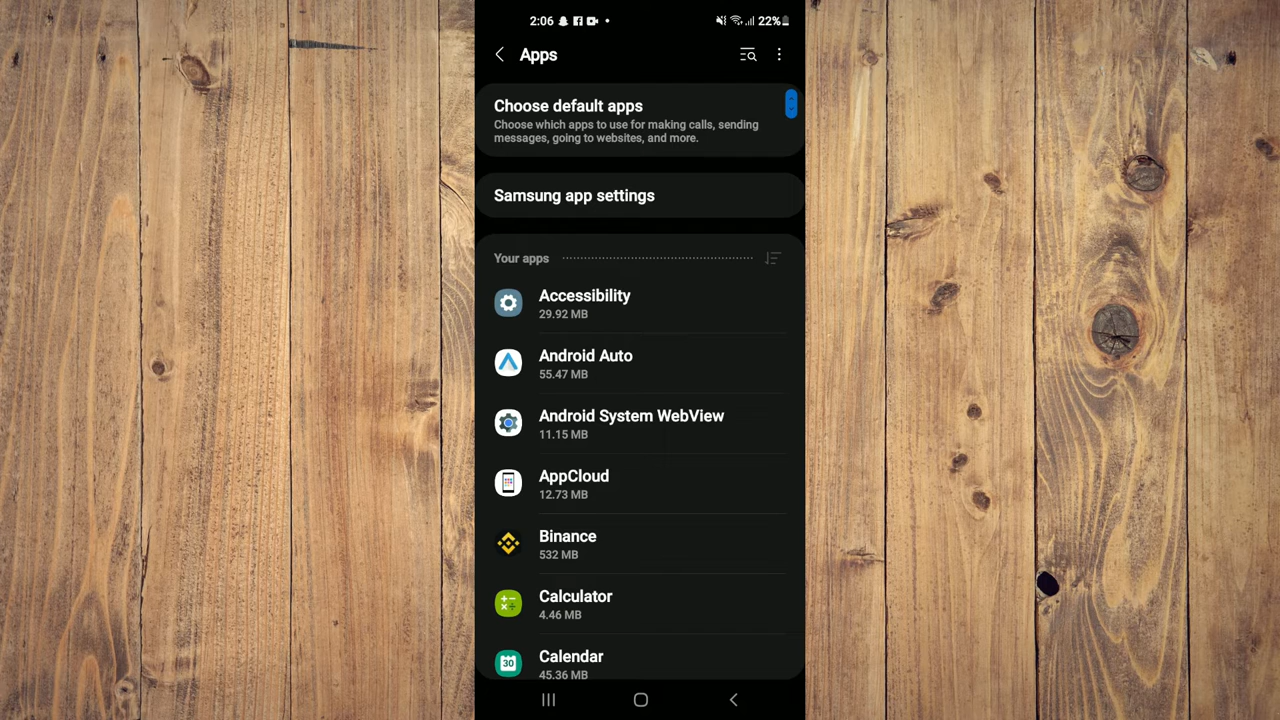 2:06
22%
Apps
Choose default apps
Choose which apps to use for making calls, sending
messages, going to websites, and more.
Samsung app settings
Your apps
Accessibility
29.92 MB
Android Auto
55.47 MB
Android System WebView
11.15 MB
AppCloud
12.73 MB
Binance
532 MB
Calculator
4.46 MB
30
Calendar
45.36 MB